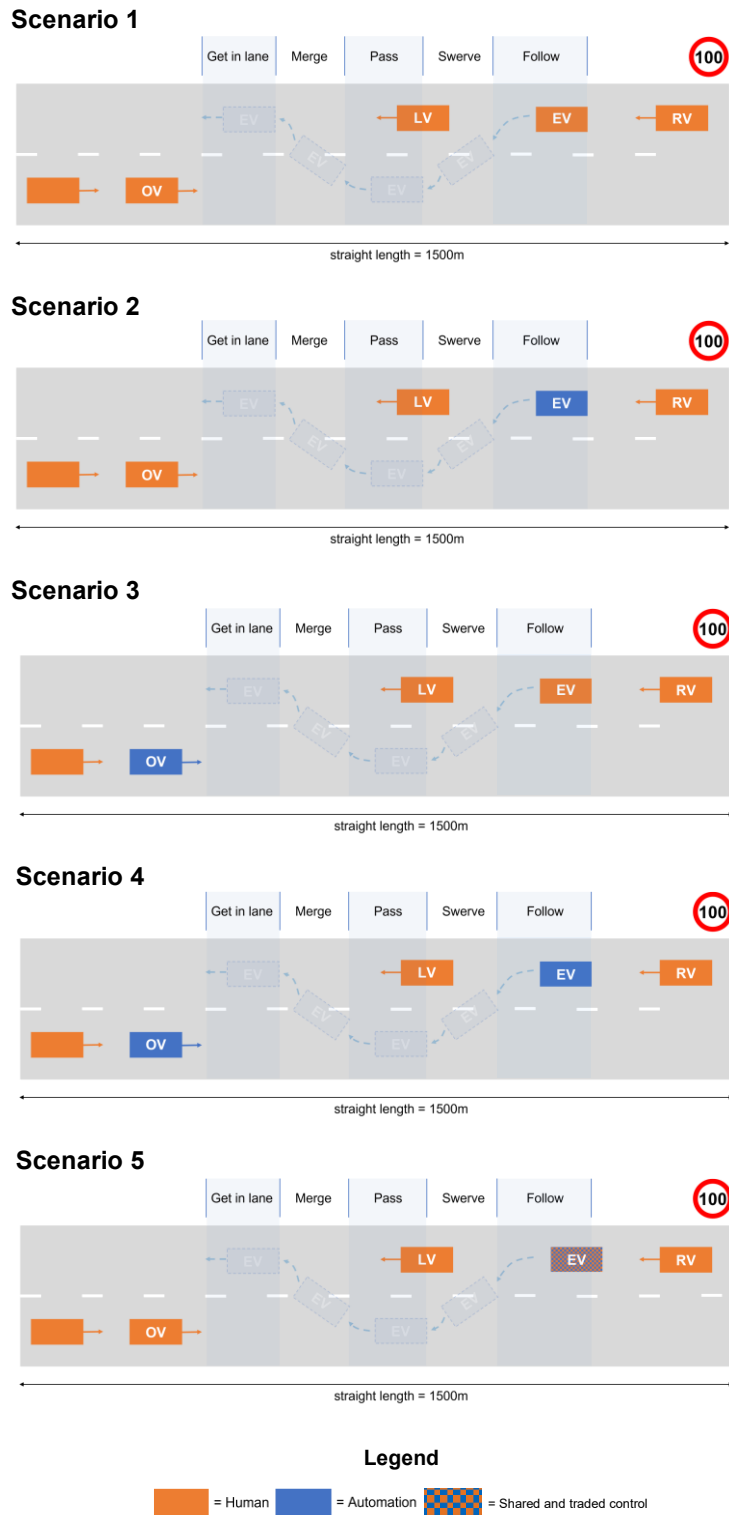 Scenario 1
Get in lane Merge Pass Swerve Follow 100
EV LV EV RV
EV EV
OV EV
straight length = 1500m
Scenario 2
Get in lane Merge Pass Swerve Follow 100
EV LV EV RV
EV EV
OV EV
straight length = 1500m
Scenario 3
Get in lane Merge Pass Swerve Follow 100
EV LV EV RV
EV EV
OV EV
straight length = 1500m
Scenario 4
Get in lane Merge Pass Swerve Follow 100
EV LV EV RV
EV EV
OV EV
straight length = 1500m
Scenario 5
Get in lane Merge Pass Swerve Follow 100
EV LV EV RV
EV EV
OV EV
straight length = 1500m
Legend
= Human = Automation = Shared and traded control